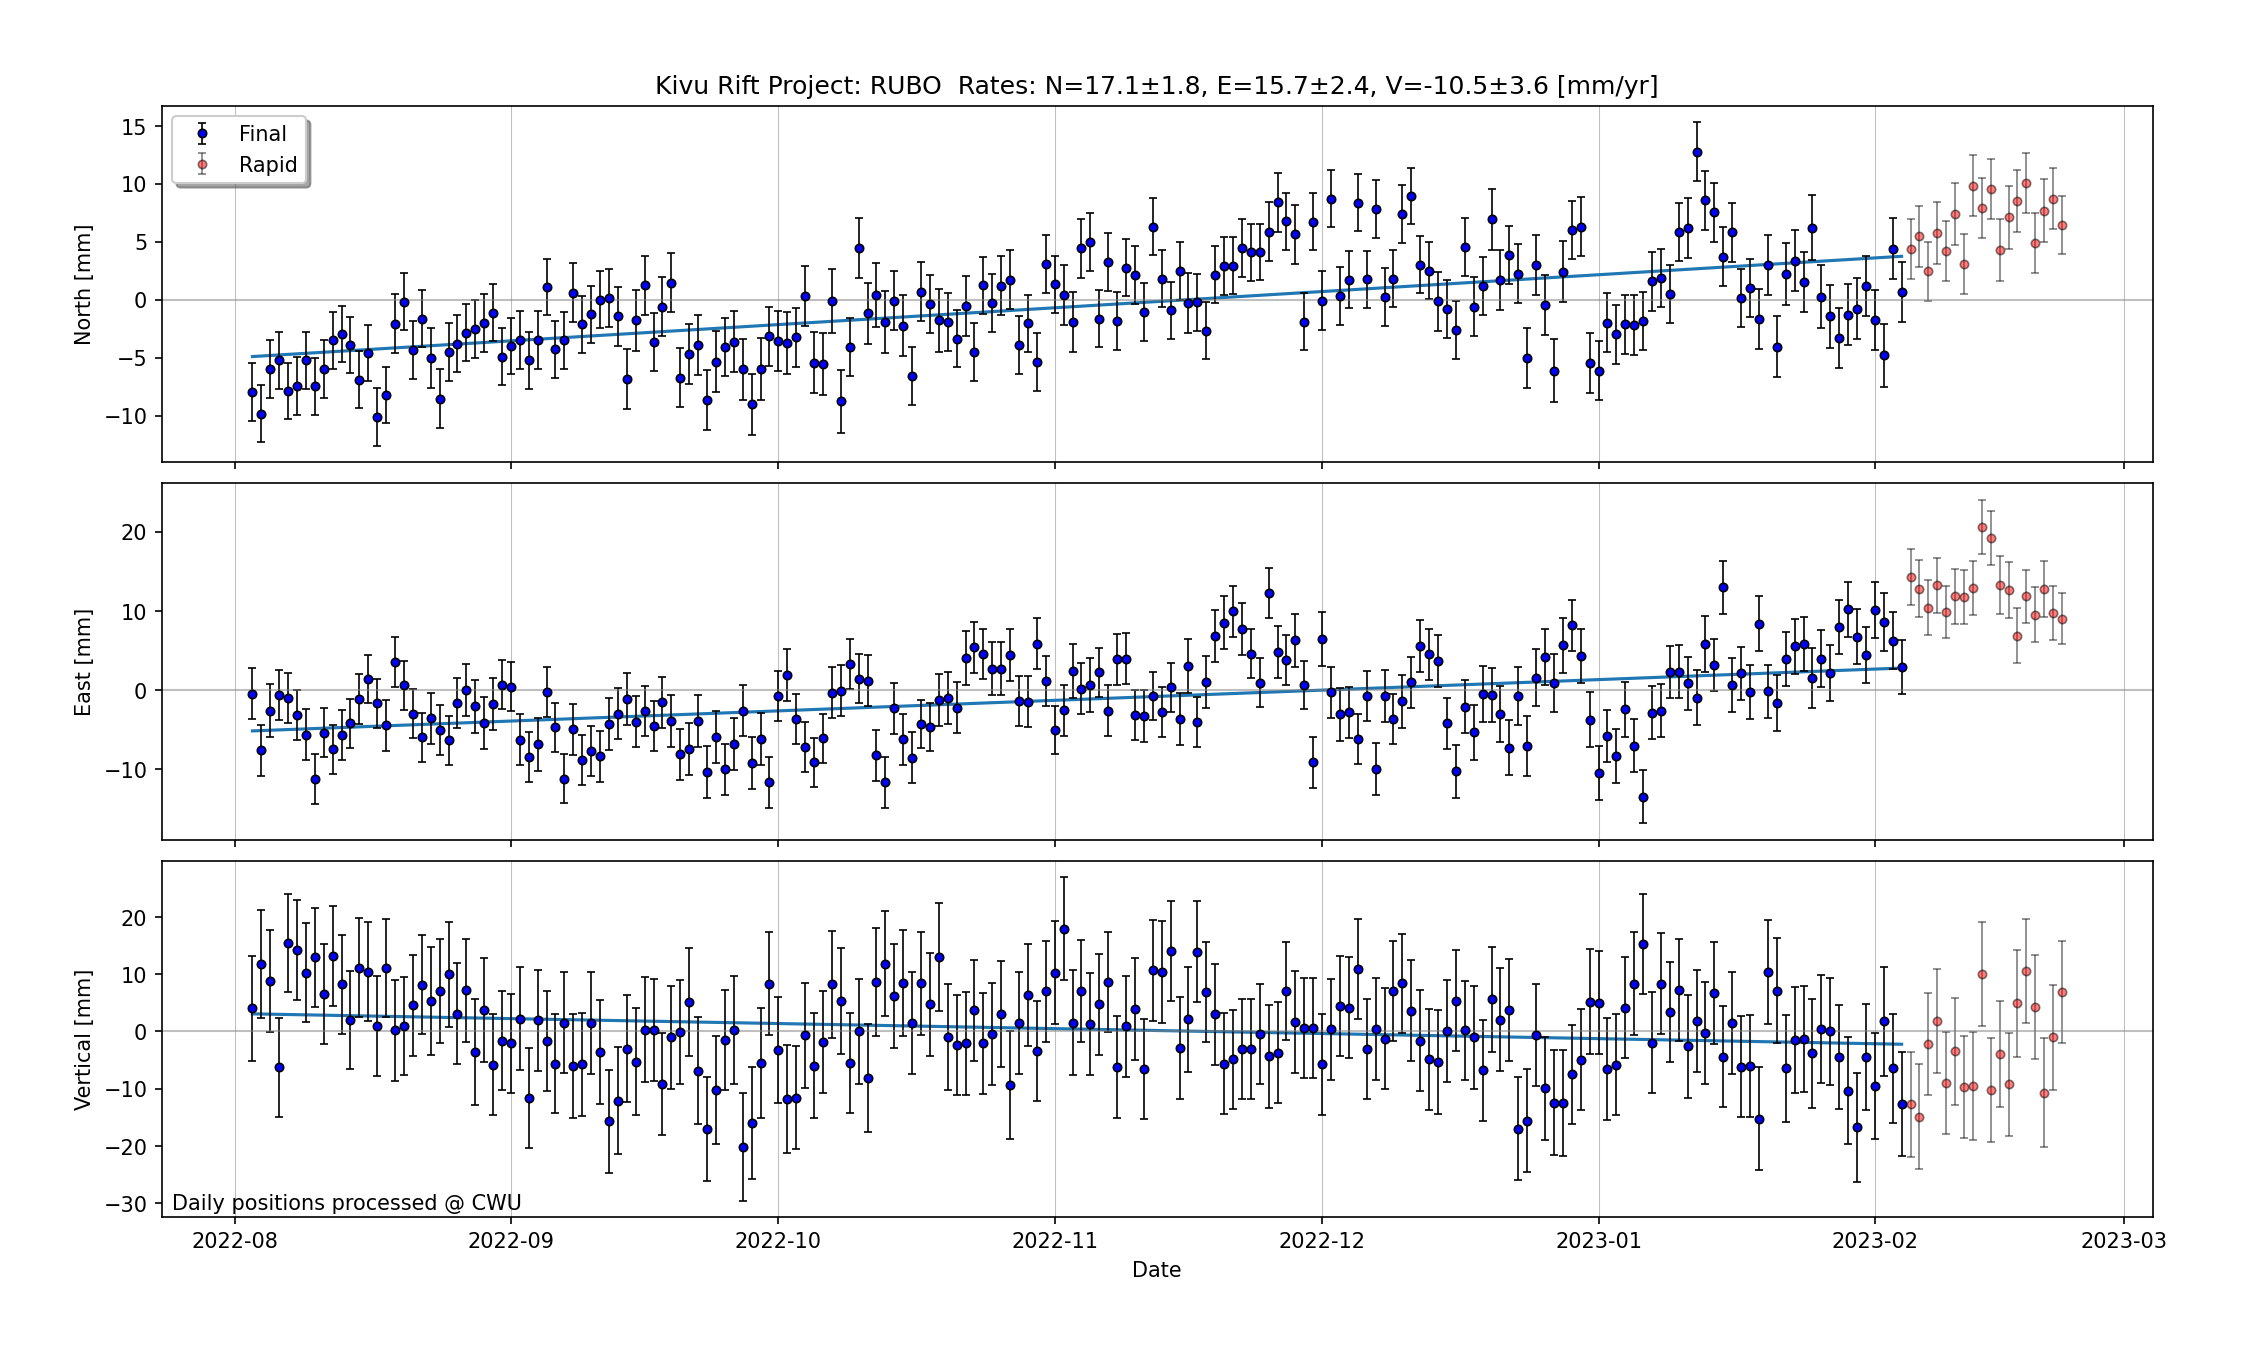 Kivu Rift Project: RUBO  Rates: N=17.1±1.8, E=15.7±2.4, V=-10.5±3.6 [mm/yr]
Final
Rapid
North [mm]
15
10
5
0
−5
−10
East [mm]
20
10
0
−10
Vertical [mm]
20
10
0
−10
−20
−30
Daily positions processed @ CWU
2022-08 2022-09 2022-10 2022-11 2022-12 2023-01 2023-02 2023-03
Date